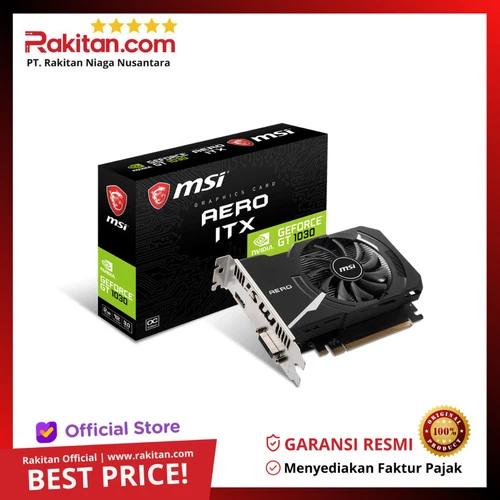 Rakitan.com
PT. Rakitan Niaga Nusantara
msi
GRAPHICS CARD
AERO
ITX
NVIDIA
GEFORCE
GT 1030
GEFORCE
GT 1030
OC
msi
AERO
Official Store
Rakitan Official Web: www.rakitan.com
BEST PRICE!
GARANSI RESMI
Menyediakan Faktur Pajak
ORIGINAL
100%
PRODUCT